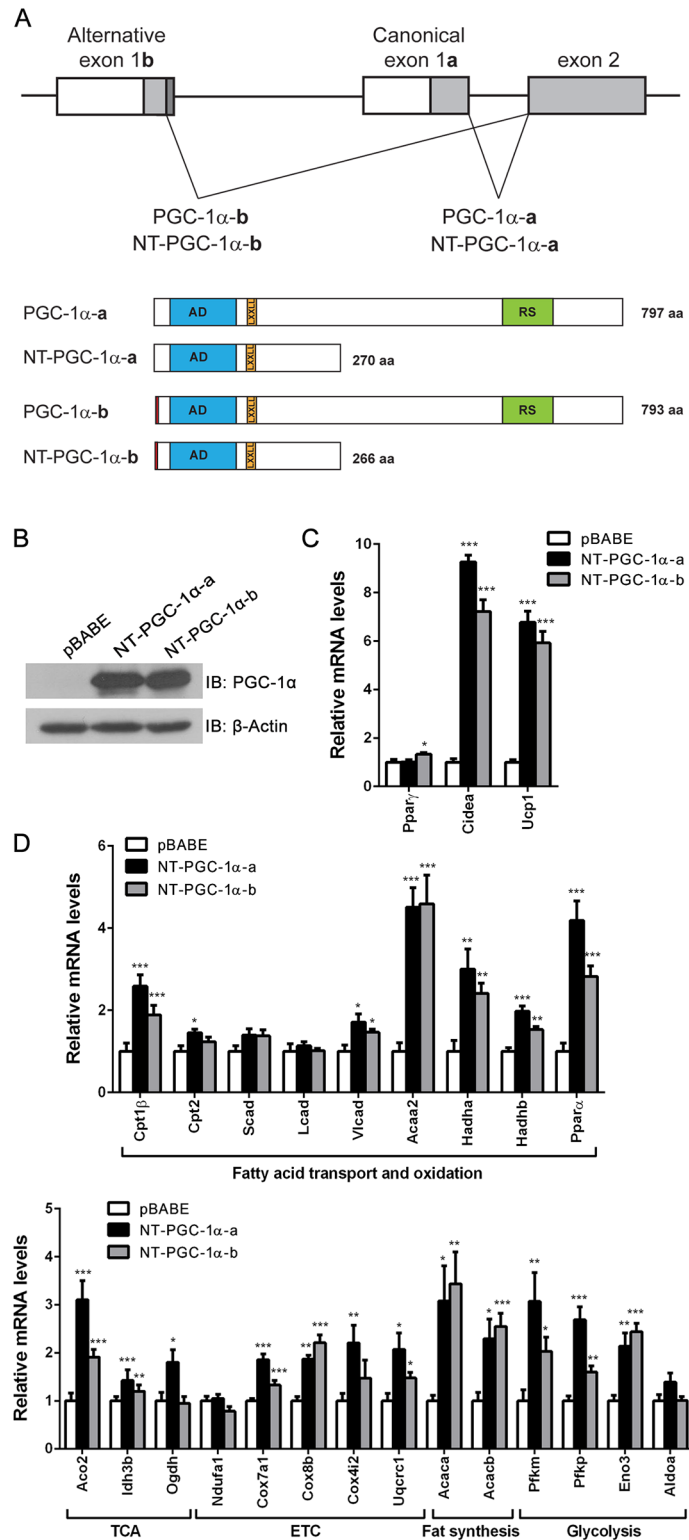 A
Alternative
exon 1b
Canonical
exon 1a
exon 2
PGC-1α-b
NT-PGC-1α-b
PGC-1α-a
NT-PGC-1α-a
PGC-1α-a
AD
LXXLL
RS
797 aa
NT-PGC-1α-a
AD
LXXLL
270 aa
PGC-1α-b
AD
LXXLL
RS
793 aa
NT-PGC-1α-b
AD
LXXLL
266 aa
B
pBABE
NT-PGC-1α-a
NT-PGC-1α-b
IB: PGC-1α
IB: β-Actin
C
pBABE
NT-PGC-1α-a
NT-PGC-1α-b
Relative mRNA levels
10
8
6
4
2
0
*
***
***
***
***
Pparγ
Cidea
Ucp1
D
pBABE
NT-PGC-1α-a
NT-PGC-1α-b
Relative mRNA levels
6
4
2
0
***
***
*
*
*
***
***
**
**
***
**
***
***
Cpt1β
Cpt2
Scad
Lcad
Vlcad
Acaa2
Hadha
Hadhb
Pparα
Fatty acid transport and oxidation
pBABE
NT-PGC-1α-a
NT-PGC-1α-b
Relative mRNA levels
5
4
3
2
1
0
***
***
***
**
*
***
***
**
***
**
*
*
*
**
*
***
**
*
***
**
**
***
Aco2
Idh3b
Ogdh
Ndufa1
Cox7a1
Cox8b
Cox4i2
Uqcrc1
Acaca
Acacb
Pfkm
Pfkp
Eno3
Aldoa
TCA
ETC
Fat synthesis
Glycolysis